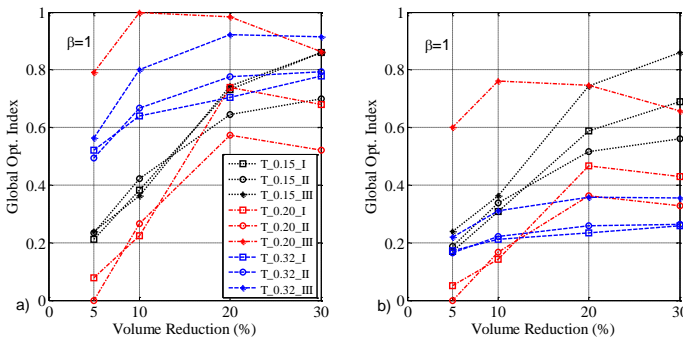 1
0.8
0.6
0.4
0.2
0
Global Opt. Index
β=1
T_0.15_I
T_0.15_II
T_0.15_III
T_0.20_I
T_0.20_II
T_0.20_III
T_0.32_I
T_0.32_II
T_0.32_III
0 5 10 20 30
a) Volume Reduction (%)
1
0.8
0.6
0.4
0.2
0
Global Opt. Index
β=1
0 5 10 20 30
b) Volume Reduction (%)